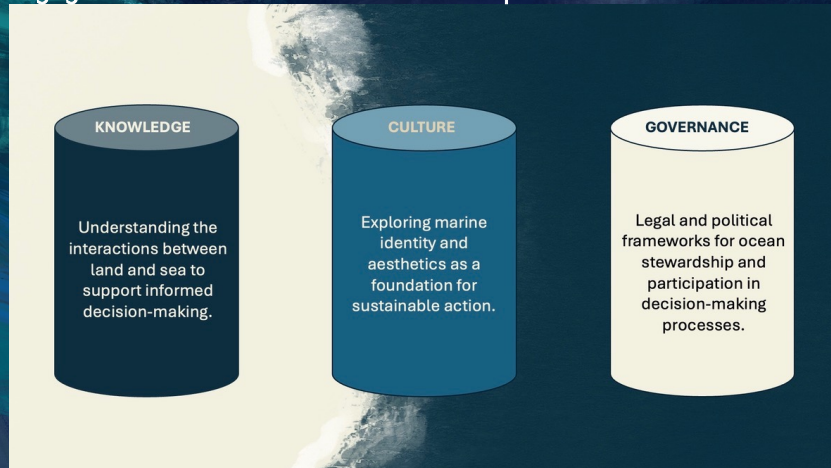 KNOWLEDGE
Understanding the
interactions between
land and sea to
support informed
decision-making.
CULTURE
Exploring marine
identity and
aesthetics as a
foundation for
sustainable action.
GOVERNANCE
Legal and political
frameworks for ocean
stewardship and
participation in
decision-making
processes.